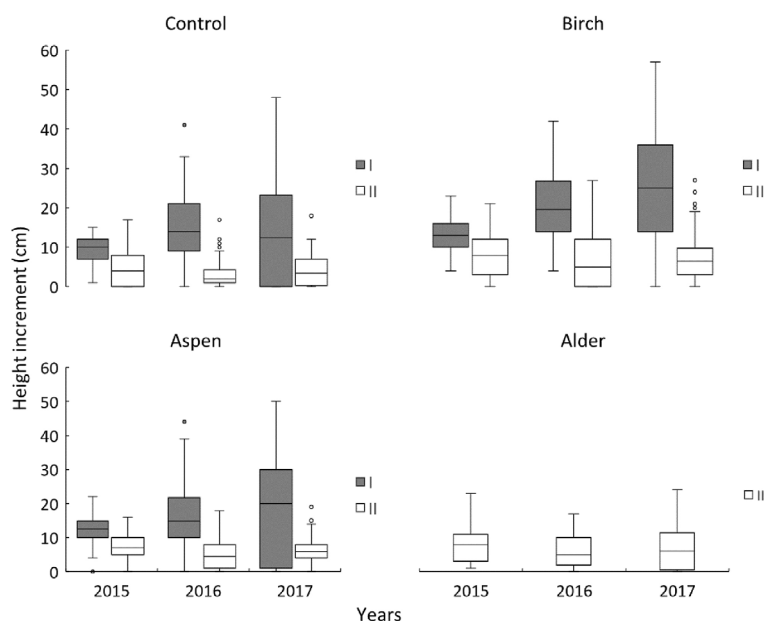 Control
Birch
60
50
40
30
20
10
0
I
II
I
II
Height increment (cm)
Aspen
Alder
60
50
40
30
20
10
0
I
II
II
2015 2016 2017
2015 2016 2017
Years